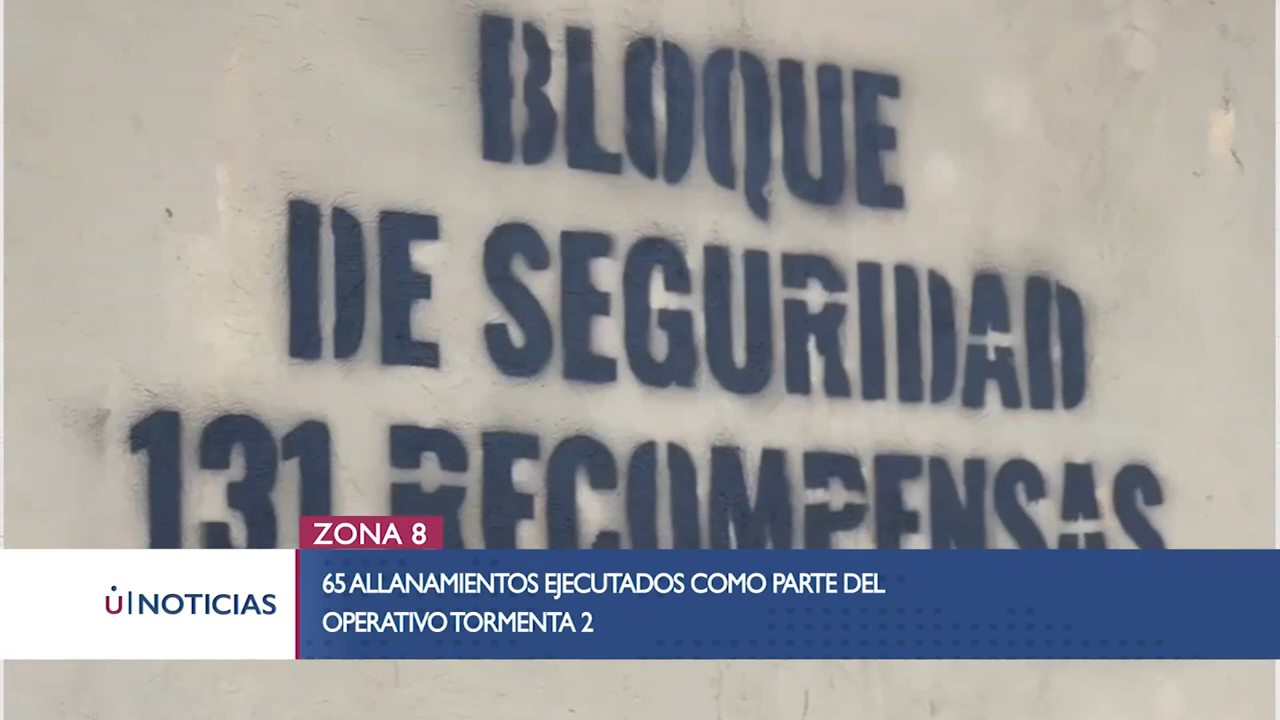 BLOQUE
DE SEGURIDAD
131 RECOMPENSAS
ZONA 8
U|NOTICIAS
65 ALLANAMIENTOS EJECUTADOS COMO PARTE DEL
OPERATIVO TORMENTA 2